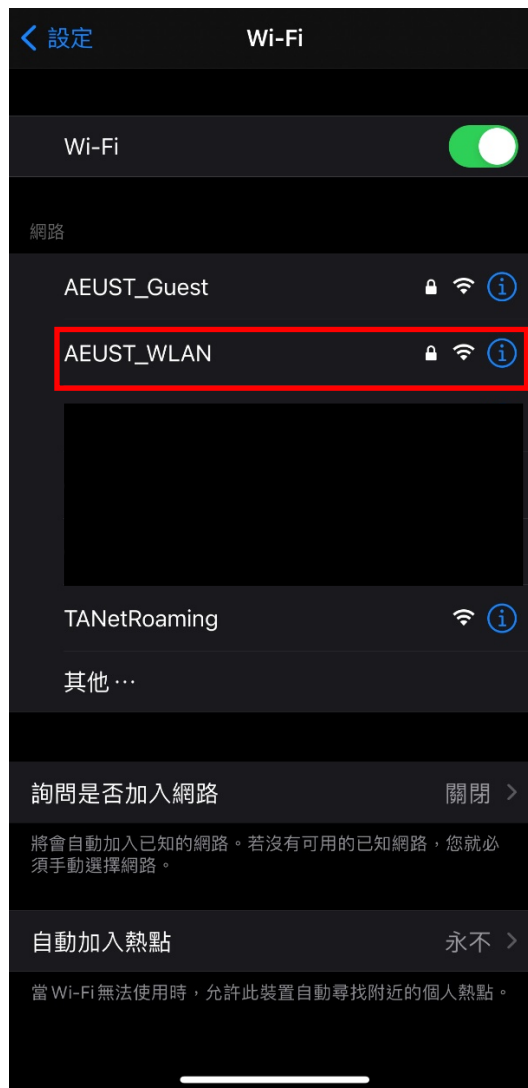 設定
Wi-Fi
Wi-Fi
網路
AEUST_Guest
AEUST_WLAN
TANetRoaming
其他…
詢問是否加入網路 關閉
將會自動加入已知的網路。若沒有可用的已知網路，您就必
須手動選擇網路。
自動加入熱點 永不
當 Wi-Fi 無法使用時，允許此裝置自動尋找附近的個人熱點。